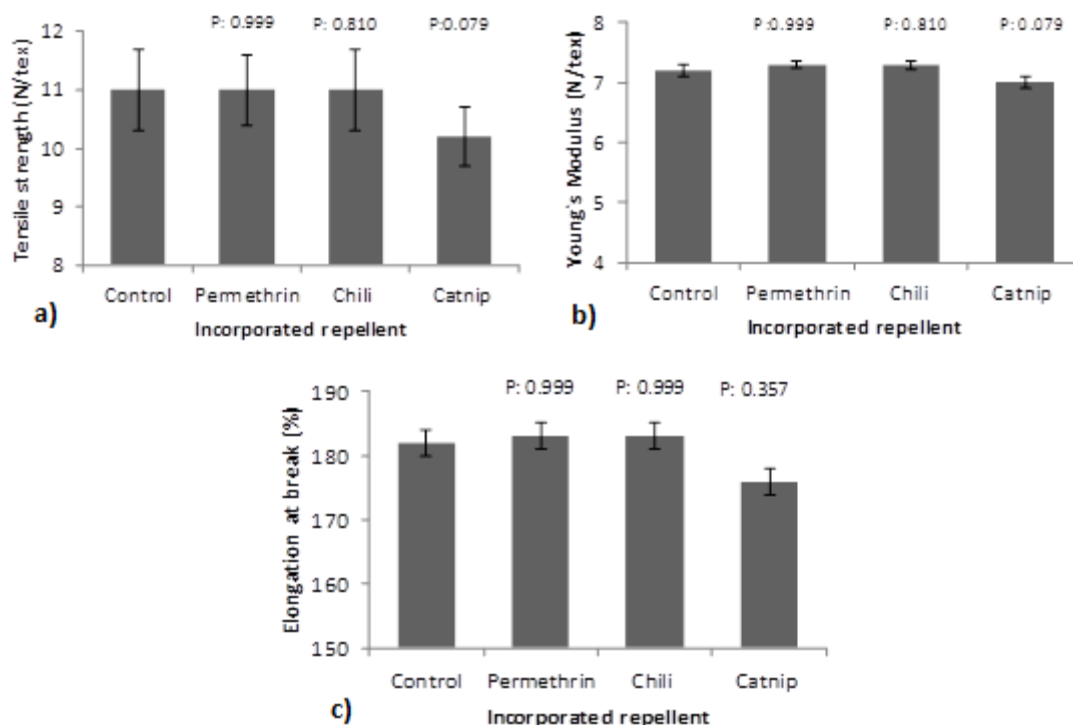 P: 0.999 P: 0.810 P:0.079
Tensile strength (N/tex)
12
11
10
9
8
Control Permethrin Chili Catnip
a)
Incorporated repellent
P:0.999 P: 0.810 P: 0.079
Young's Modulus (N/tex)
8
7
6
5
4
Control Permethrin Chili Catnip
b)
Incorporated repellent
P: 0.999 P: 0.999 P: 0.357
Elongation at break (%)
190
180
170
160
150
Control Permethrin Chili Catnip
c)
Incorporated repellent